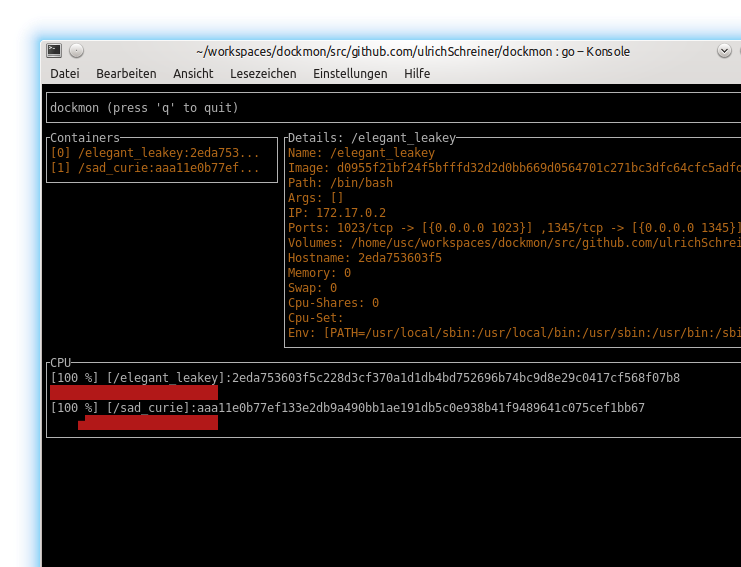 ~/workspaces/dockmon/src/github.com/ulrichSchreiner/dockmon : go – Konsole
Datei Bearbeiten Ansicht Lesezeichen Einstellungen Hilfe
dockmon (press 'q' to quit)
Containers
[0] /elegant_leakey:2eda753...
[1] /sad_curie:aaa11e0b77ef...
Details: /elegant_leakey
Name: /elegant_leakey
Image: d0955f21bf24f5bfffd32d2d0bb669d0564701c271bc3dfc64cfc5adfd
Path: /bin/bash
Args: []
IP: 172.17.0.2
Ports: 1023/tcp -> [{0.0.0.0 1023}] ,1345/tcp -> [{0.0.0.0 1345}]
Volumes: /home/usc/workspaces/dockmon/src/github.com/ulrichSchrei
Hostname: 2eda753603f5
Memory: 0
Swap: 0
Cpu-Shares: 0
Cpu-Set:
Env: [PATH=/usr/local/sbin:/usr/local/bin:/usr/sbin:/usr/bin:/sbi
CPU
[100 %] [/elegant_leakey]:2eda753603f5c228d3cf370a1d1db4bd752696b74bc9d8e29c0417cf568f07b8
[100 %] [/sad_curie]:aaa11e0b77ef133e2db9a490bb1ae191db5c0e938b41f9489641c075cef1bb67